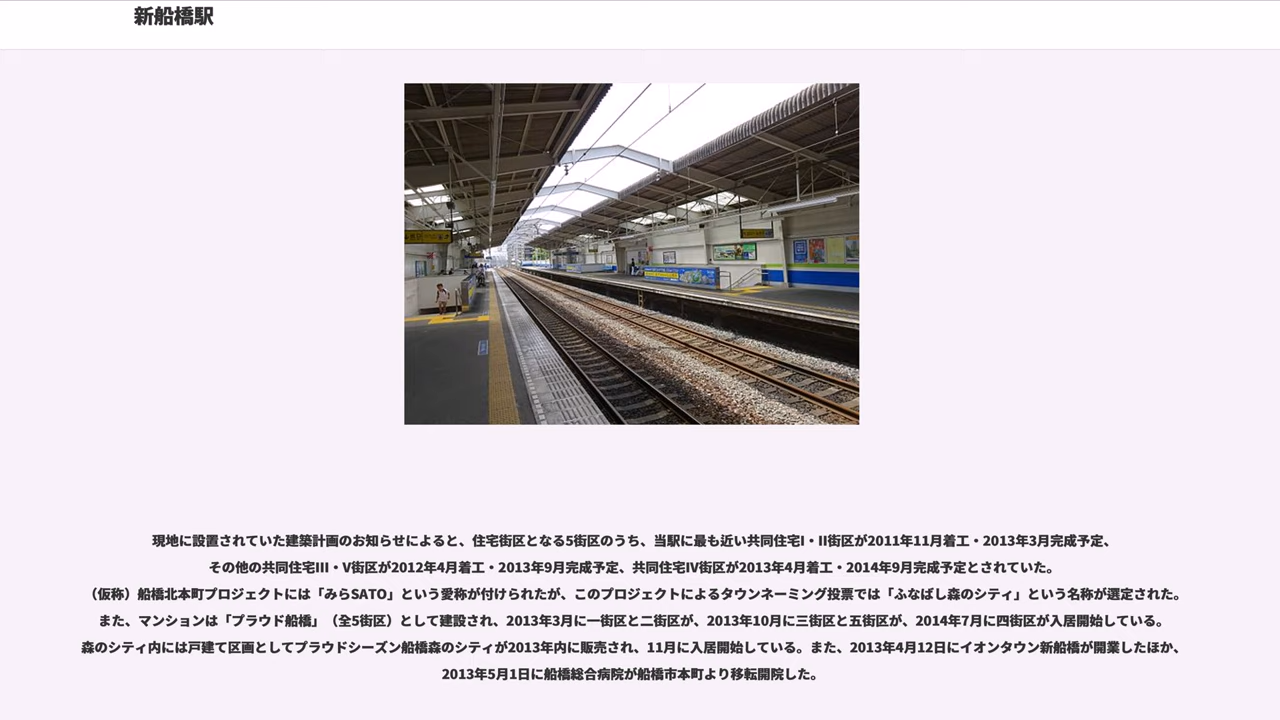 新船橋駅
現地に設置されていた建築計画のお知らせによると、住宅街区となる5街区のうち、当駅に最も近い共同住宅I・II街区が2011年11月着工・2013年3月完成予定、
その他の共同住宅III・V街区が2012年4月着工・2013年9月完成予定、共同住宅IV街区が2013年4月着工・2014年9月完成予定とされていた。
（仮称）船橋北本町プロジェクトには「みらSATO」という愛称が付けられたが、このプロジェクトによるタウンネーミング投票では「ふなばし森のシティ」という名称が選定された。
また、マンションは「プラウド船橋」（全5街区）として建設され、2013年3月に一街区と二街区が、2013年10月に三街区と五街区が、2014年7月に四街区が入居開始している。
森のシティ内には戸建て区画としてプラウドシーズン船橋森のシティが2013年内に販売され、11月に入居開始している。また、2013年4月12日にイオンタウン新船橋が開業したほか、
2013年5月1日に船橋総合病院が船橋市本町より移転開院した。